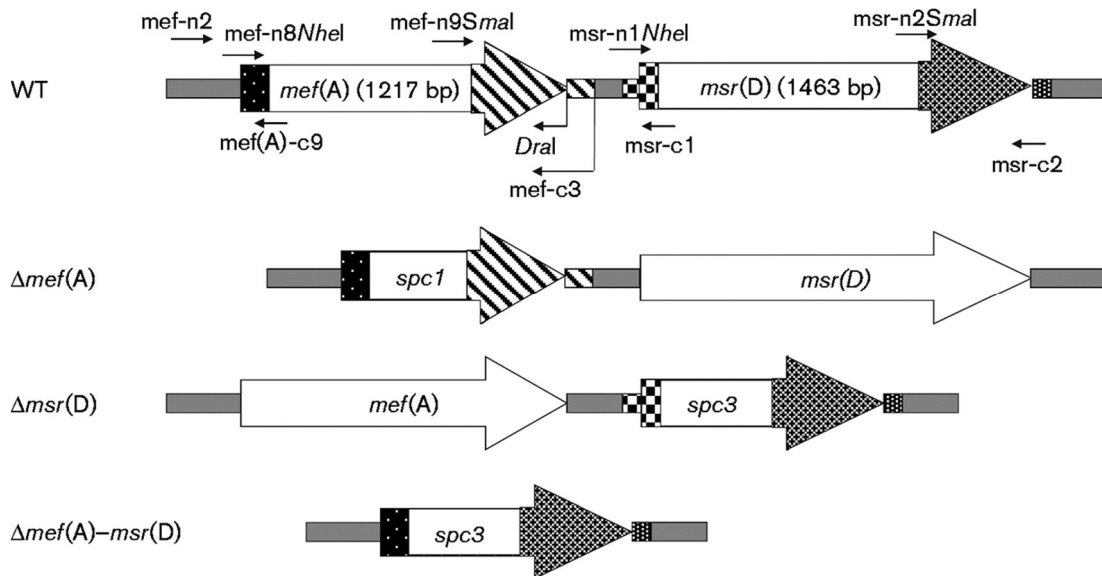 mef-n2
mef-n8NheI
mef-n9SmaI
msr-n1NheI
msr-n2SmaI
WT
mef(A) (1217 bp)
msr(D) (1463 bp)
mef(A)-c9
DraI
mef-c3
msr-c1
msr-c2
Δmef(A)
spc1
msr(D)
Δmsr(D)
mef(A)
spc3
Δmef(A)–msr(D)
spc3